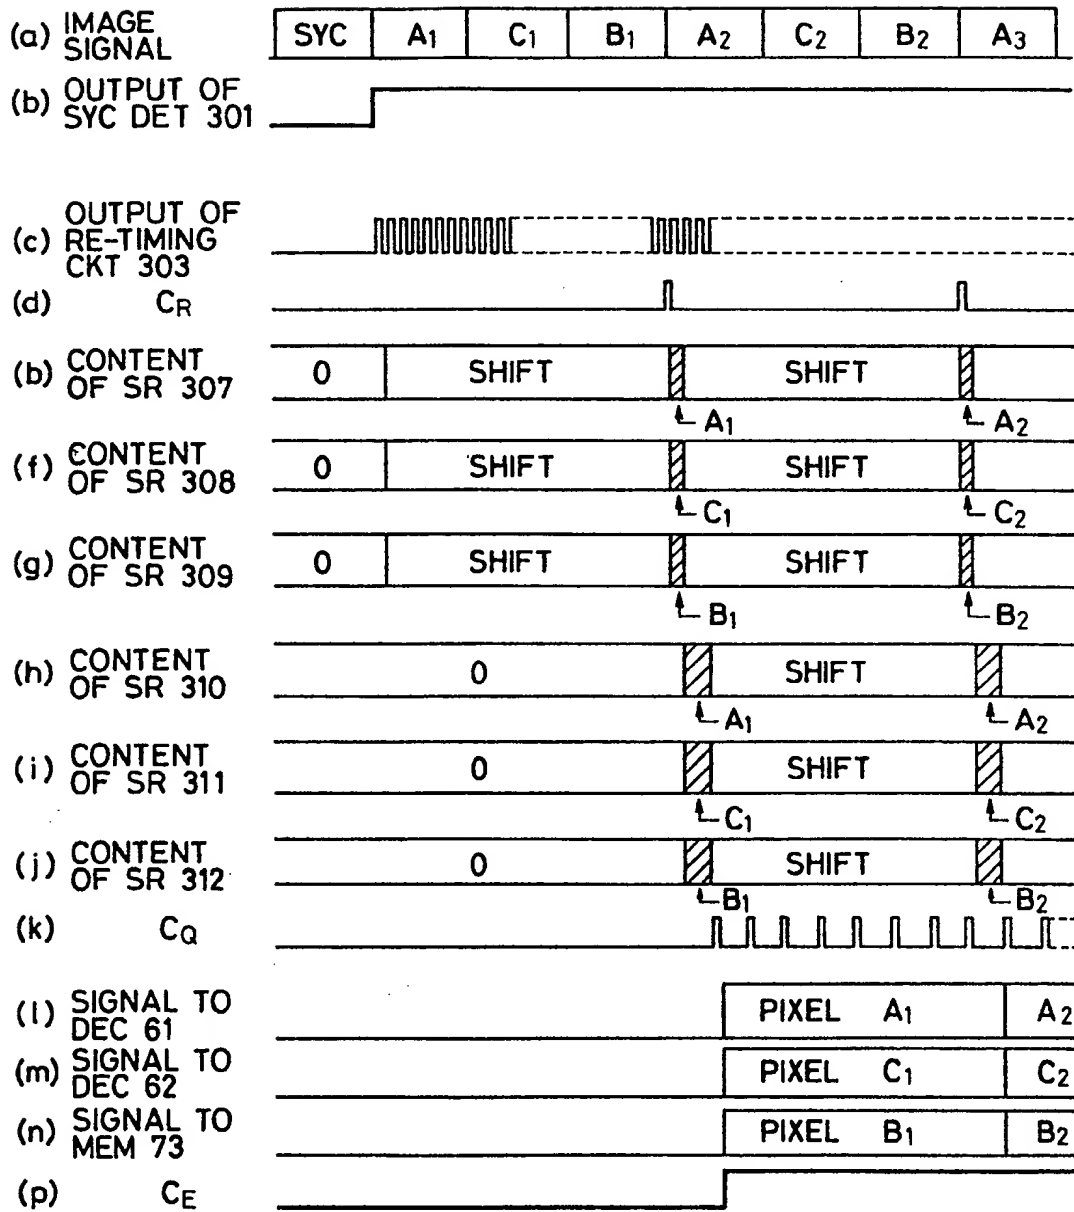 (a) IMAGE SIGNAL SYC A1 C1 B1 A2 C2 B2 A3
(b) OUTPUT OF SYC DET 301
(c) OUTPUT OF RE-TIMING CKT 303
(d) CR
(b) CONTENT OF SR 307 0 SHIFT SHIFT
A1 A2
(f) CONTENT OF SR 308 0 SHIFT SHIFT
C1 C2
(g) CONTENT OF SR 309 0 SHIFT SHIFT
B1 B2
(h) CONTENT OF SR 310 0 SHIFT
A1 A2
(i) CONTENT OF SR 311 0 SHIFT
C1 C2
(j) CONTENT OF SR 312 0 SHIFT
B1 B2
(k) CQ
(l) SIGNAL TO DEC 61 PIXEL A1 A2
(m) SIGNAL TO DEC 62 PIXEL C1 C2
(n) SIGNAL TO MEM 73 PIXEL B1 B2
(p) CE